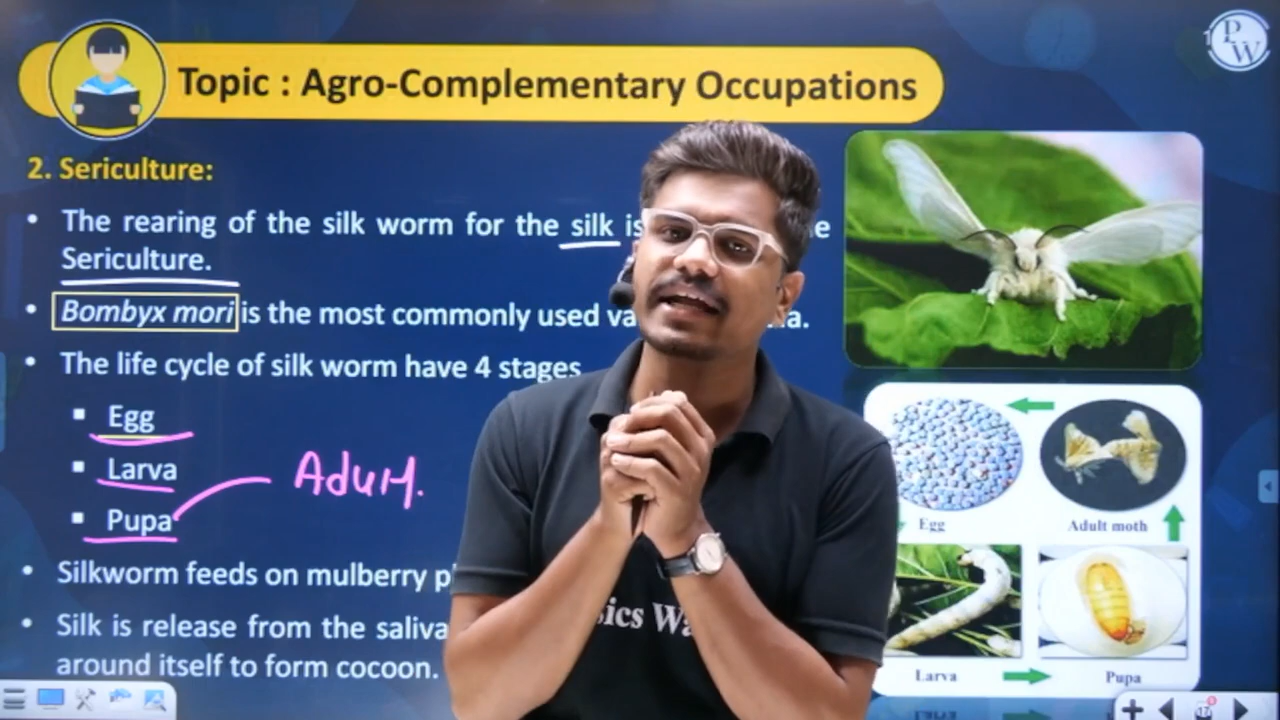 Topic : Agro-Complementary Occupations
PW
2. Sericulture:
• The rearing of the silk worm for the silk is
Sericulture.
• Bombyx mori is the most commonly used
• The life cycle of silk worm have 4 stages
▪ Egg
▪ Larva
▪ Pupa
Adult.
• Silkworm feeds on mulberry
• Silk is release from the
around itself to form cocoon.
Egg
Adult moth
Larva
Pupa